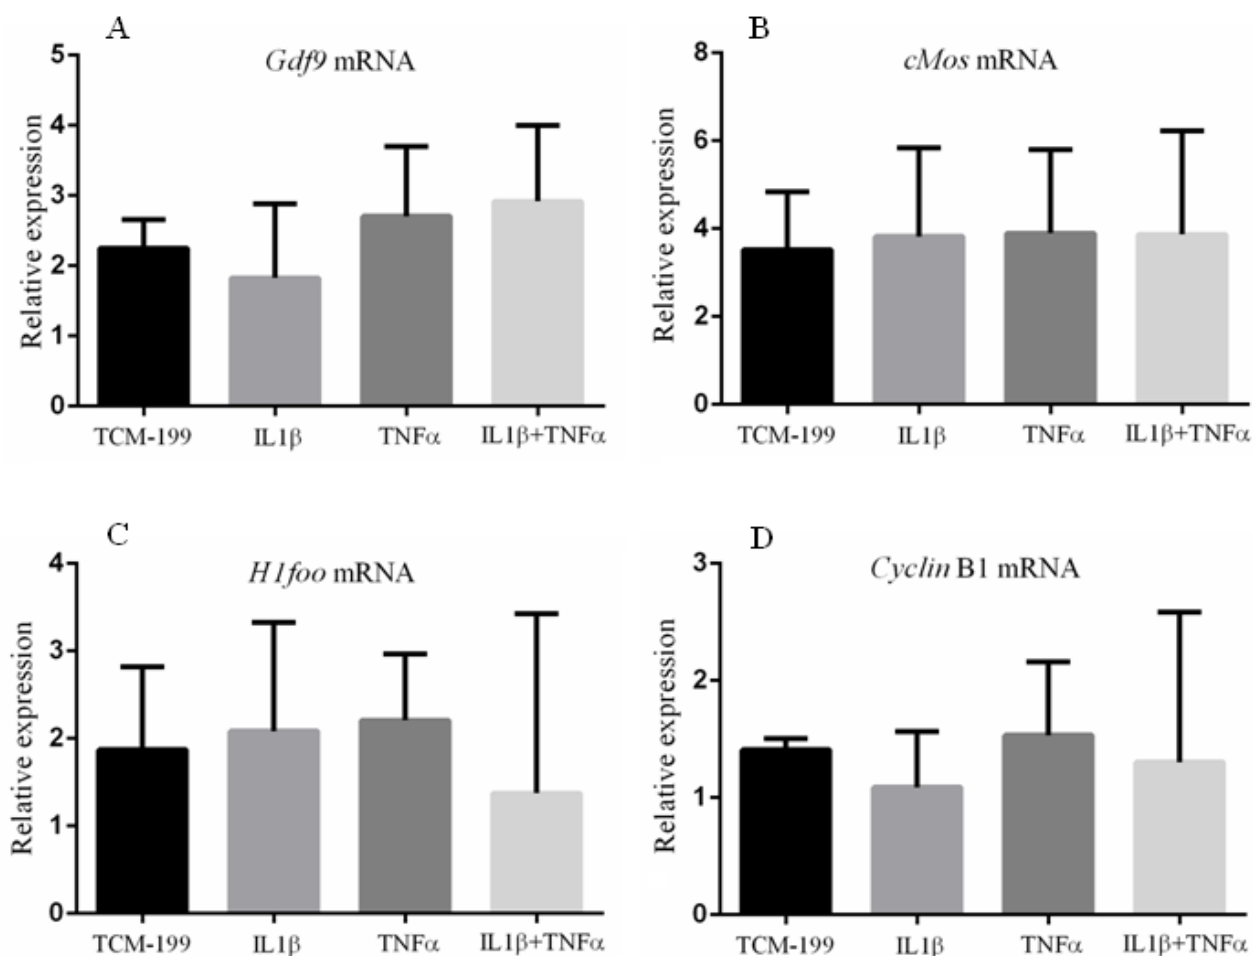 A
Gdf9 mRNA
Relative expression
5
4
3
2
1
0
TCM-199 IL1β TNFα IL1β+TNFα
B
cMos mRNA
Relative expression
8
6
4
2
0
TCM-199 IL1β TNFα IL1β+TNFα
C
H1foo mRNA
Relative expression
4
3
2
1
0
TCM-199 IL1β TNFα IL1β+TNFα
D
Cyclin B1 mRNA
Relative expression
3
2
1
0
TCM-199 IL1β TNFα IL1β+TNFα